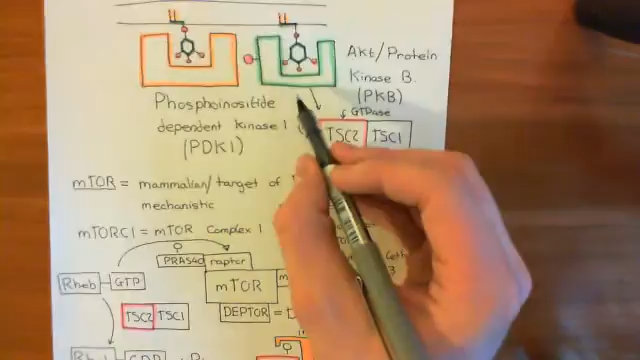 Akt/Protein
Kinase B.
(PKB)
Phosphoinositide
dependent kinase 1
(PDK1)
GTPase
TSC2 TSC1
mTOR = mammalian/target of
mechanistic
mTORC1 = mTOR Complex 1
PRAS40 raptor
Rheb GTP
mTOR
TSC2 TSC1
DEPTOR =
GDP